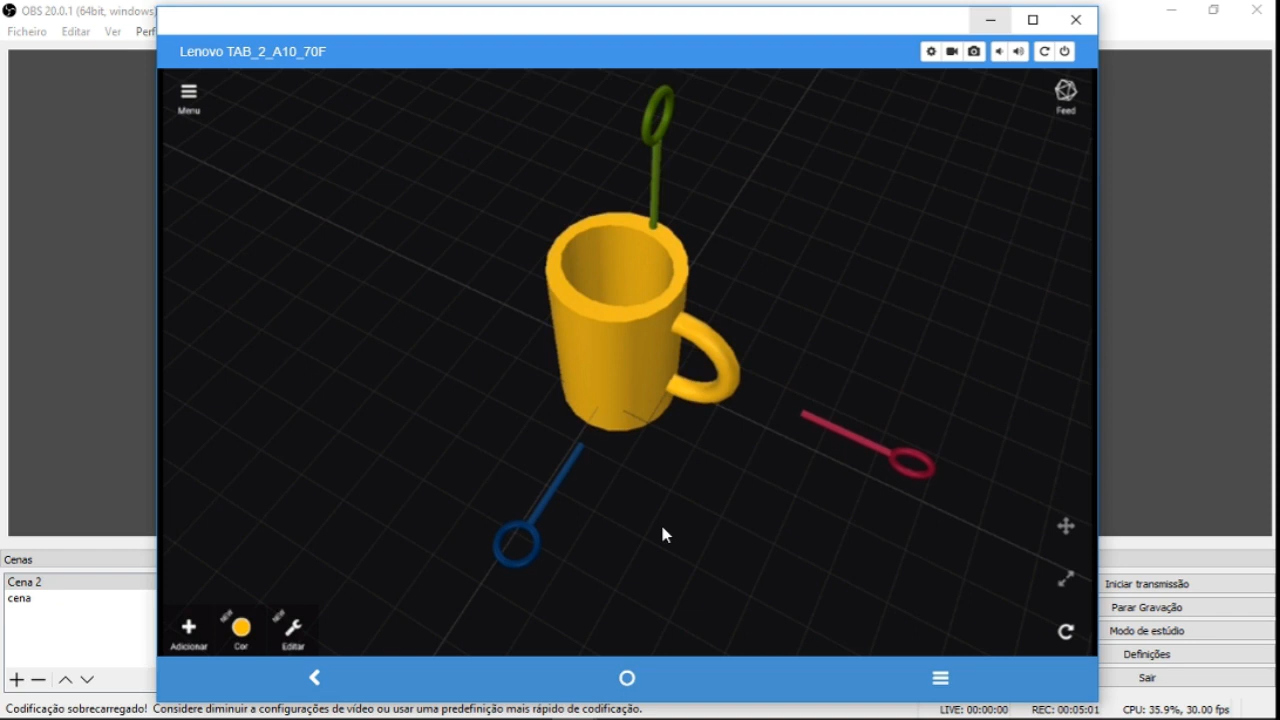 OBS 20.0.1 (64bit, windows)
Ficheiro Editar Ver Perf
Lenovo TAB_2_A10_70F
Menu
Feed
NEW
NEW
Adicionar
Cor
Editar
Cenas
Cena 2
cena
Iniciar transmissão
Parar Gravação
Modo de estúdio
Definições
Sair
Codificação sobrecarregado! Considere diminuir a configurações de vídeo ou usar uma predefinição mais rápido de codificação.
LIVE: 00:00:00
REC: 00:05:01
CPU: 35.9%, 30.00 fps